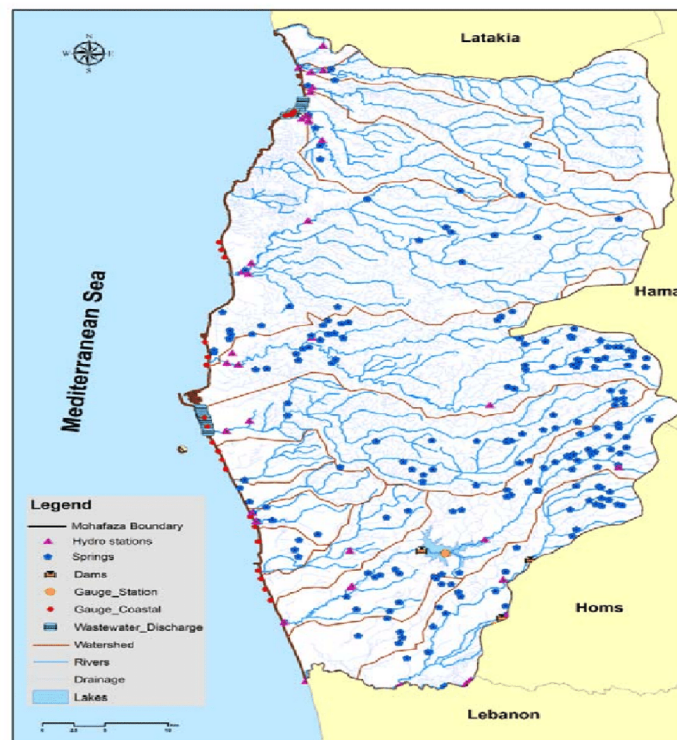 Latakia
N
W E
S
Hama
Mediterranean Sea
Legend
Mohafaza Boundary
Hydro stations
Springs
Dams
Gauge_Station
Gauge_Coastal
Wastewater_Discharge
Watershed
Rivers
Drainage
Lakes
Homs
Lebanon